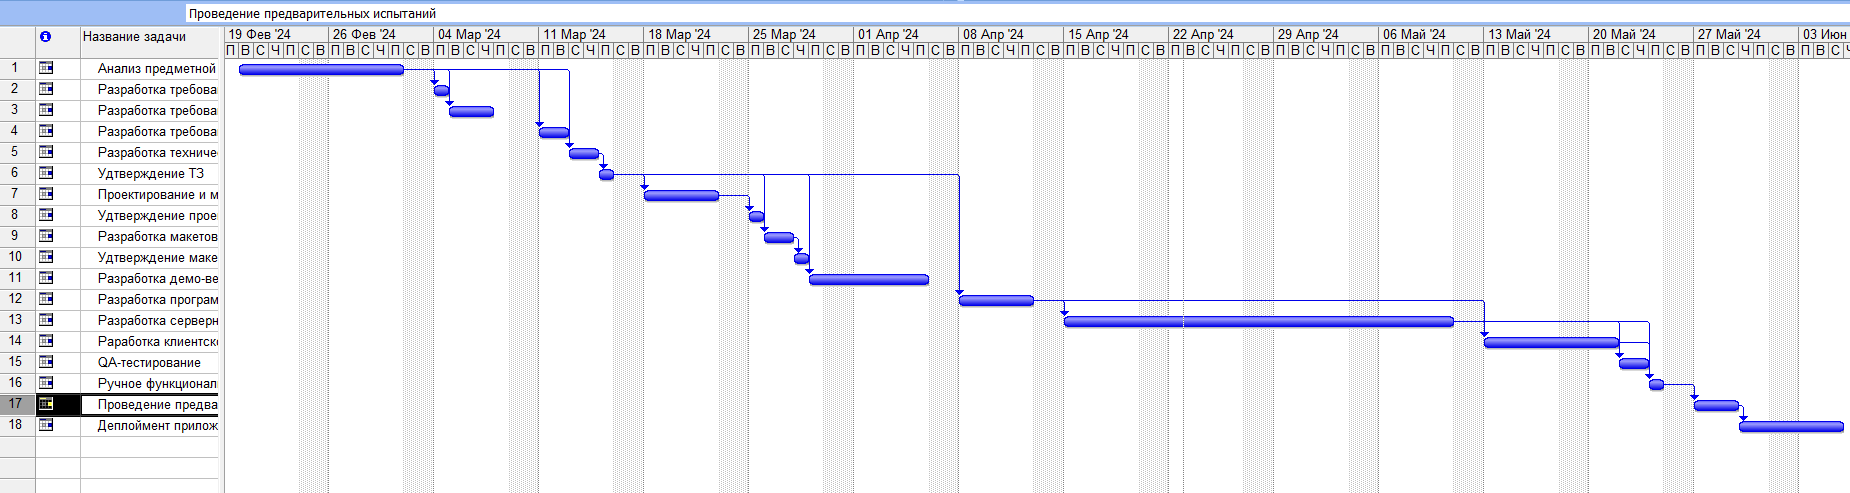 Проведение предварительных испытаний
Название задачи
19 Фев '24 26 Фев '24 04 Мар '24 11 Мар '24 18 Мар '24 25 Мар '24 01 Апр '24 08 Апр '24 15 Апр '24 22 Апр '24 29 Апр '24 06 Май '24 13 Май '24 20 Май '24 27 Май '24 03 Июн
П В С Ч П С В П В С Ч П С В П В С Ч П С В П В С Ч П С В П В С Ч П С В П В С Ч П С В П В С Ч П С В П В С Ч П С В П В С Ч П С В П В С Ч П С В П В С Ч П С В П В С Ч П С В П В С Ч П С В П В С Ч П С В П В С Ч П С В П В С Ч
1 Анализ предметной
2 Разработка требова
3 Разработка требова
4 Разработка требова
5 Разработка техниче
6 Удтверждение ТЗ
7 Проектирование и м
8 Удтверждение прое
9 Разработка макетов
10 Удтверждение маке
11 Разработка демо-ве
12 Разработка програм
13 Разработка серверн
14 Раработка клиентск
15 QA-тестирование
16 Ручное функционал
17 Проведение предва
18 Деплоймент прилож